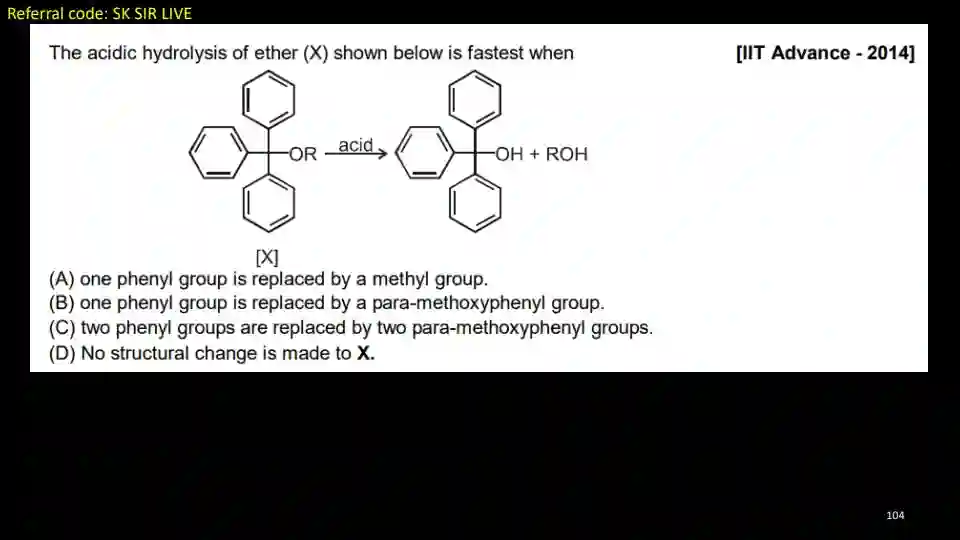 Referral code: SK SIR LIVE
The acidic hydrolysis of ether (X) shown below is fastest when [IIT Advance - 2014]
OR acid OH + ROH
[X]
(A) one phenyl group is replaced by a methyl group.
(B) one phenyl group is replaced by a para-methoxyphenyl group.
(C) two phenyl groups are replaced by two para-methoxyphenyl groups.
(D) No structural change is made to X.
104